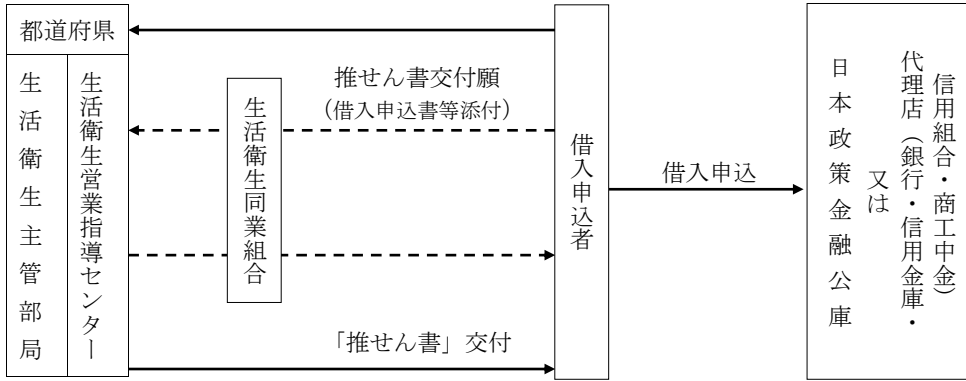 都道府県
生活衛生主管部局
生活衛生営業指導センター
生活衛生同業組合
推せん書交付願
（借入申込書等添付）
「推せん書」交付
借入申込者
借入申込
日本政策金融公庫
又は
代理店（銀行・信用金庫・
信用組合・商工中金）